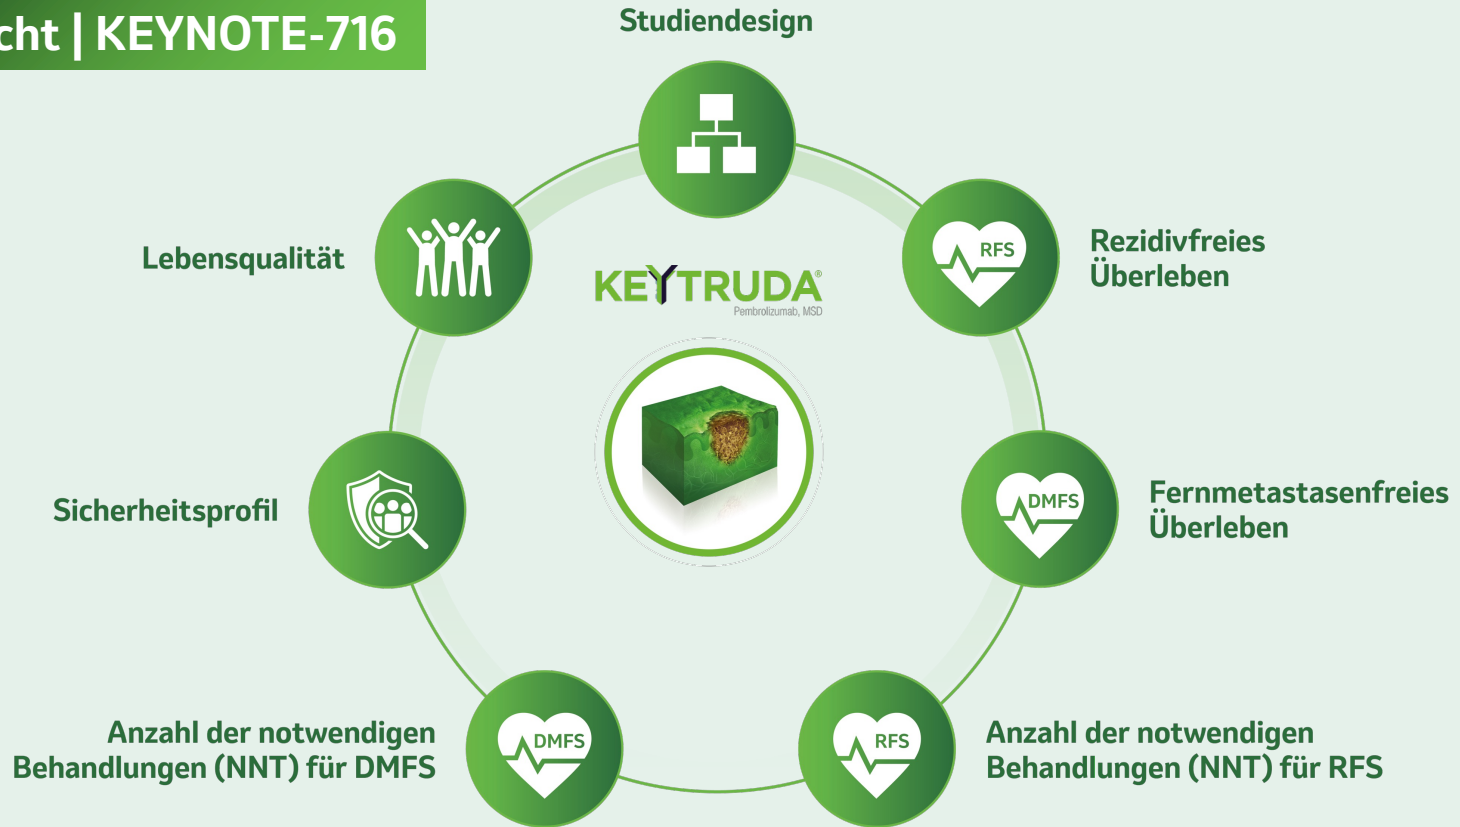 cht | KEYNOTE-716
Studiendesign
Rezidivfreies
Überleben
RFS
Lebensqualität
KEYTRUDA®
Pembrolizumab, MSD
Fernmetastasenfreies
Überleben
DMFS
Sicherheitsprofil
Anzahl der notwendigen
Behandlungen (NNT) für DMFS
DMFS
RFS
Anzahl der notwendigen
Behandlungen (NNT) für RFS